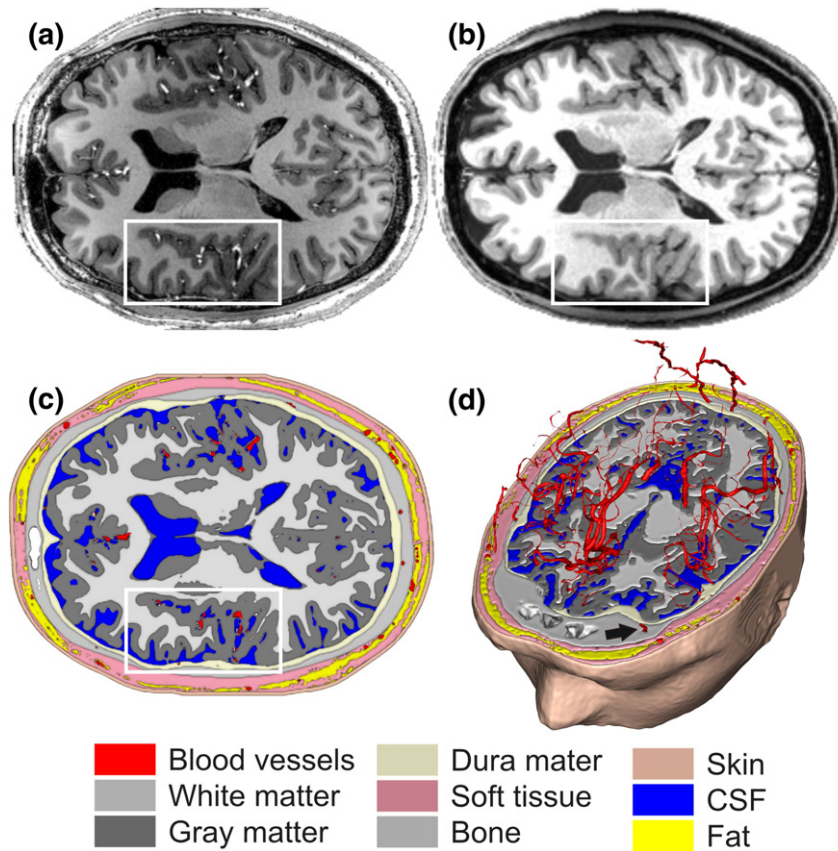 (a)
(b)
(c)
(d)
Blood vessels
Dura mater
Skin
White matter
Soft tissue
CSF
Gray matter
Bone
Fat